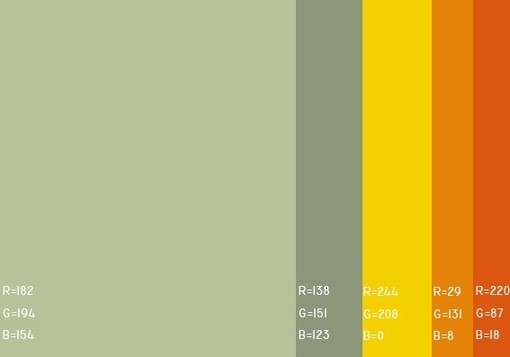 R=182
G=194
B=154
R=138
G=151
B=123
R=244
G=208
B=0
R=29
G=131
B=8
R=220
G=87
B=18